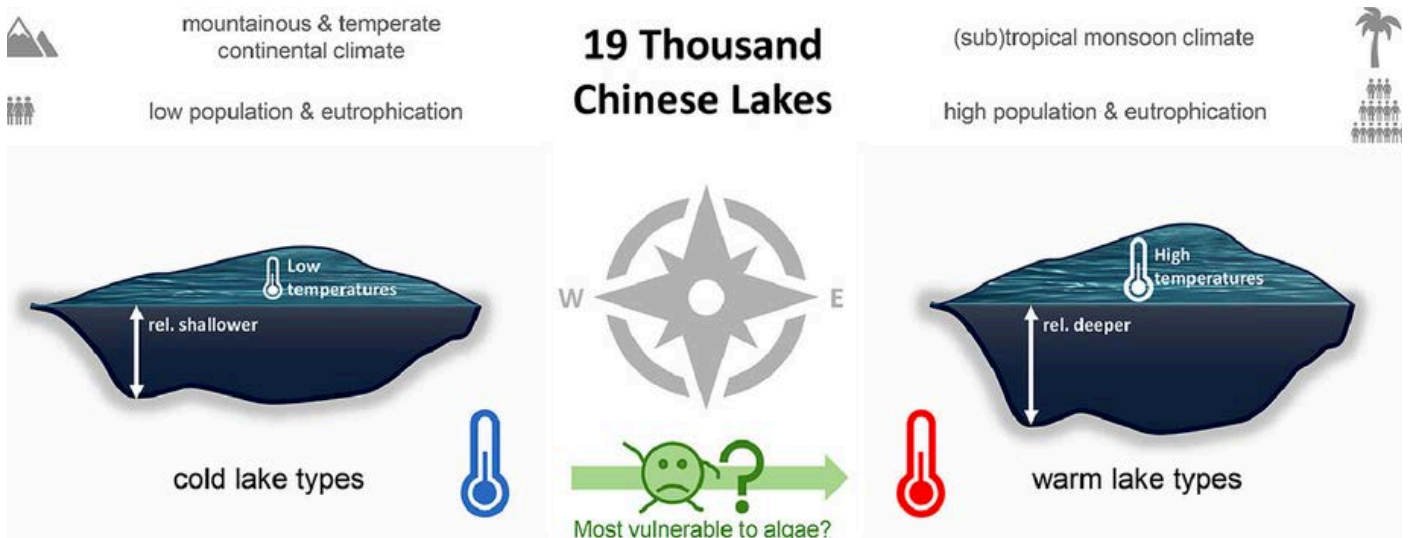 mountainous & temperate
continental climate
low population & eutrophication
19 Thousand
Chinese Lakes
(sub)tropical monsoon climate
high population & eutrophication
Low
temperatures
rel. shallower
cold lake types
W
E
?
Most vulnerable to algae?
High
temperatures
rel. deeper
warm lake types